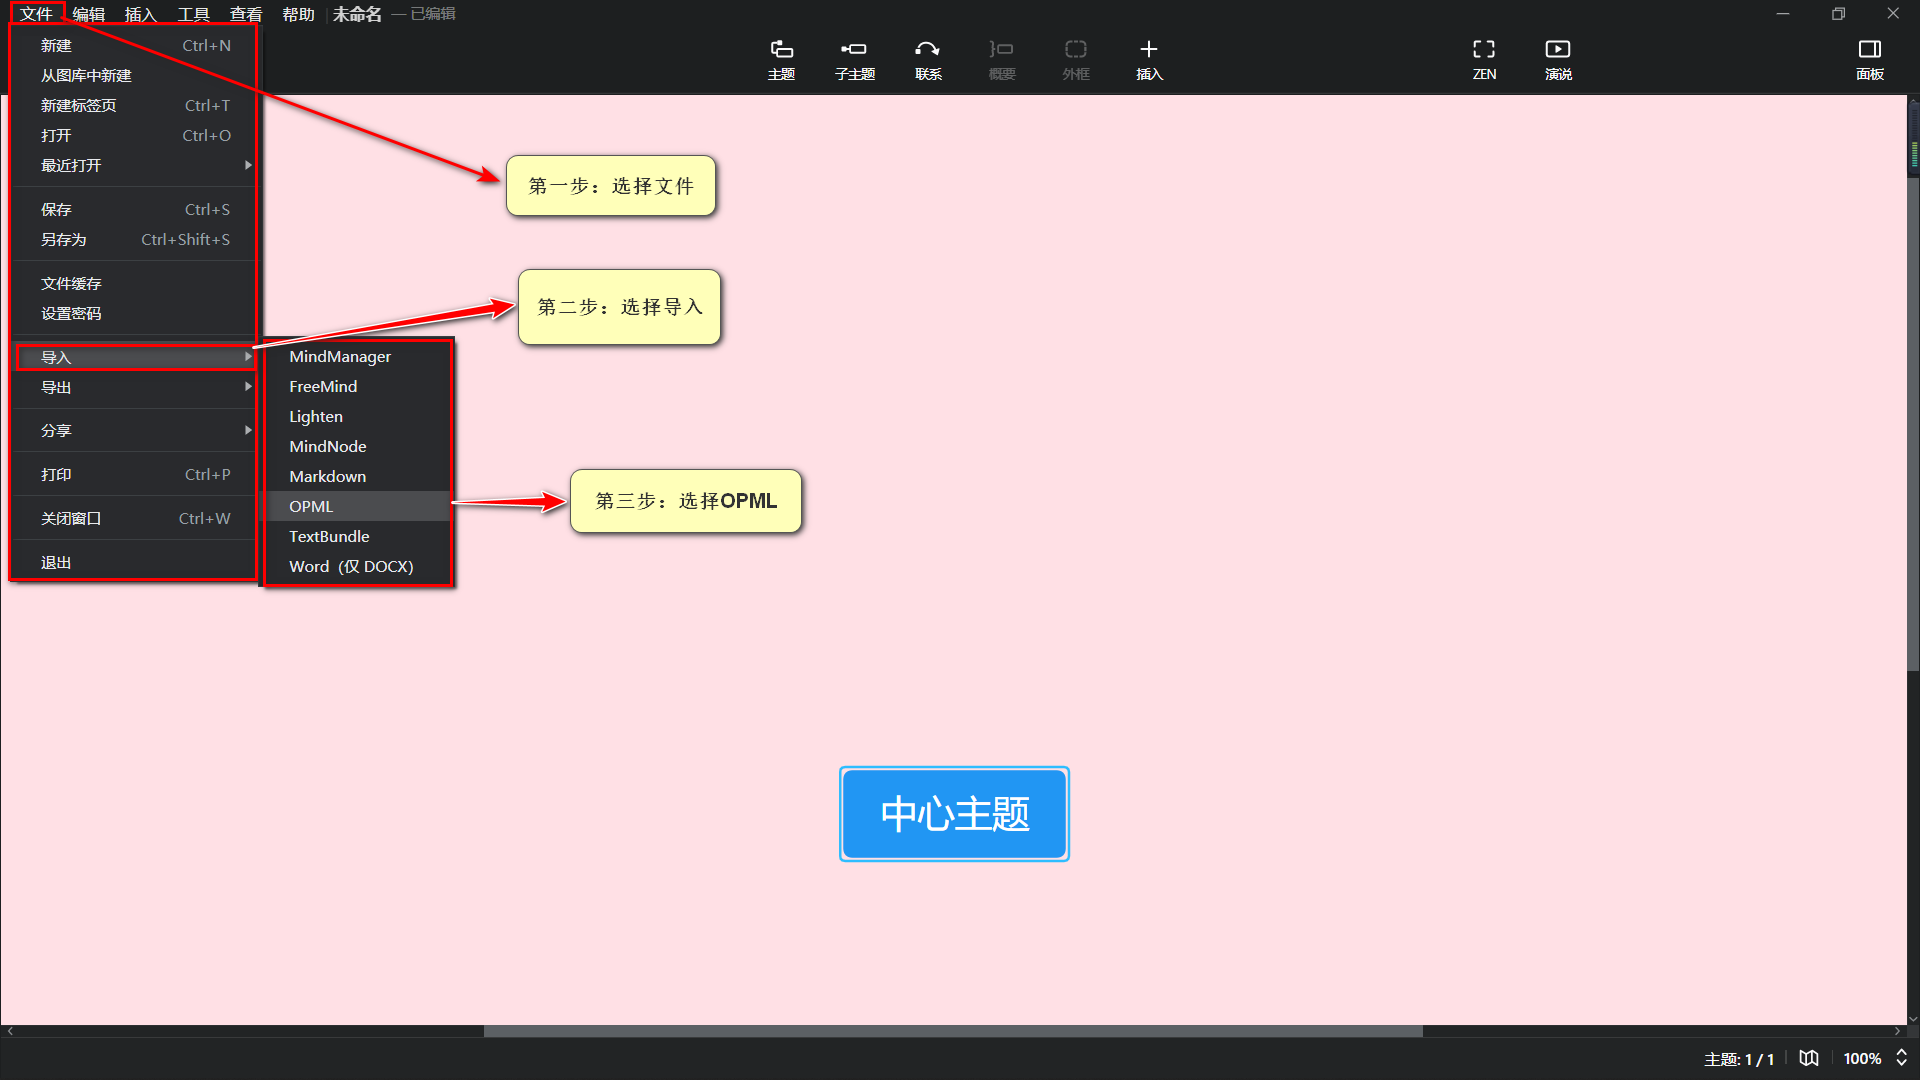 文件 编辑 插入 工具 查看 帮助 未命名 — 已编辑
主题 子主题 联系 概要 外框 插入 ZEN 演说 面板
新建 Ctrl+N
从图库中新建
新建标签页 Ctrl+T
打开 Ctrl+O
最近打开
保存 Ctrl+S
另存为 Ctrl+Shift+S
文件缓存
设置密码
导入
导出
分享
打印 Ctrl+P
关闭窗口 Ctrl+W
退出
MindManager
FreeMind
Lighten
MindNode
Markdown
OPML
TextBundle
Word（仅 DOCX）
第一步：选择文件
第二步：选择导入
第三步：选择OPML
中心主题
主题: 1 / 1 100%